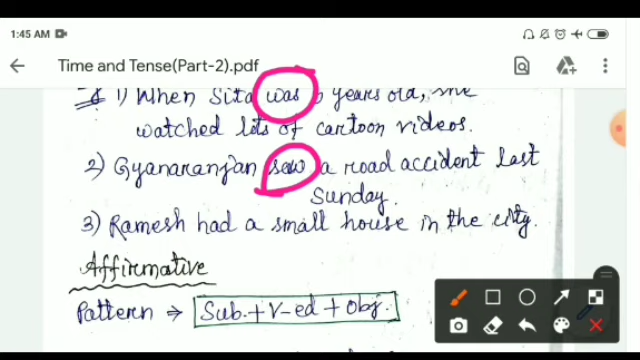 1:45 AM
Time and Tense(Part-2).pdf
1) When Sita was years old, she
watched lots of cartoon videos.
2) Gyanaranjan saw a road accident last
Sunday.
3) Ramesh had a small house in the city.
Affirmative
Pattern → Sub. + V-ed + Obj.